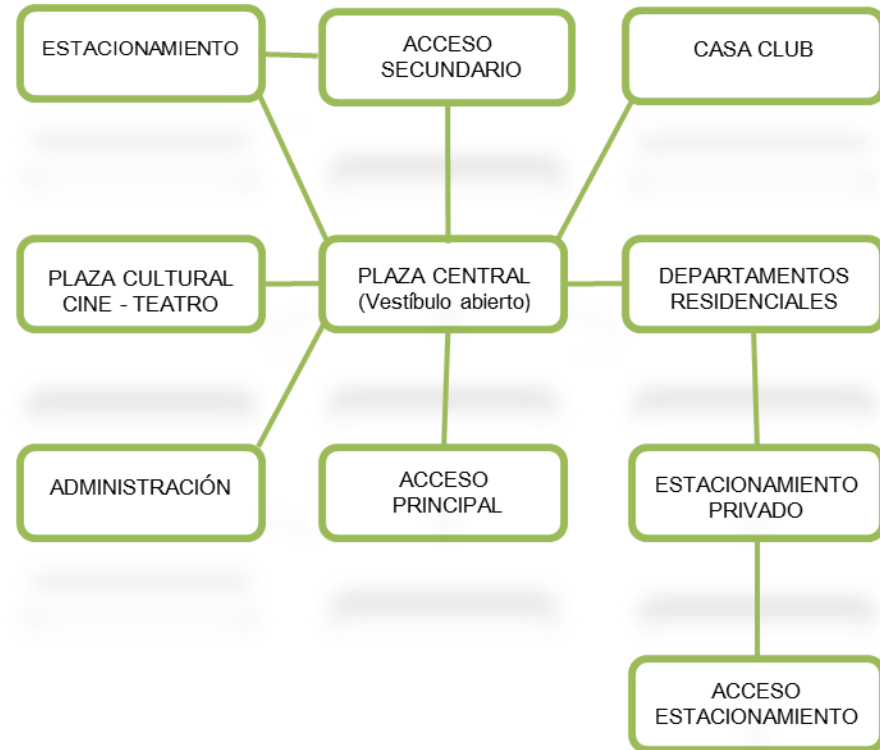 ESTACIONAMIENTO
ACCESO
SECUNDARIO
CASA CLUB
PLAZA CULTURAL
CINE - TEATRO
PLAZA CENTRAL
(Vestíbulo abierto)
DEPARTAMENTOS
RESIDENCIALES
ADMINISTRACIÓN
ACCESO
PRINCIPAL
ESTACIONAMIENTO
PRIVADO
ACCESO
ESTACIONAMIENTO